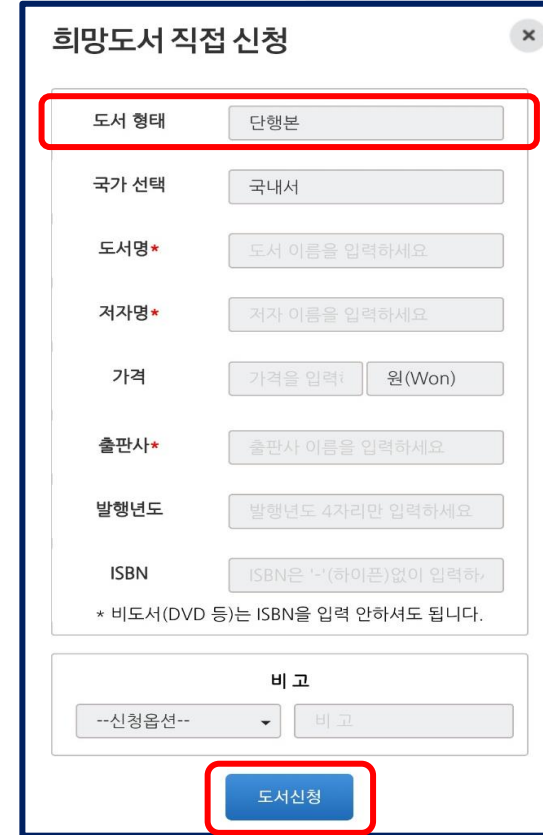 희망도서 직접 신청
×
도서 형태 단행본
국가 선택 국내서
도서명* 도서 이름을 입력하세요
저자명* 저자 이름을 입력하세요
가격 가격을 입력 원(Won)
출판사* 출판사 이름을 입력하세요
발행년도 발행년도 4자리만 입력하세요
ISBN ISBN은 '-'(하이픈)없이 입력하
* 비도서(DVD 등)는 ISBN을 입력 안하셔도 됩니다.
비 고
--신청옵션-- 비 고
도서신청